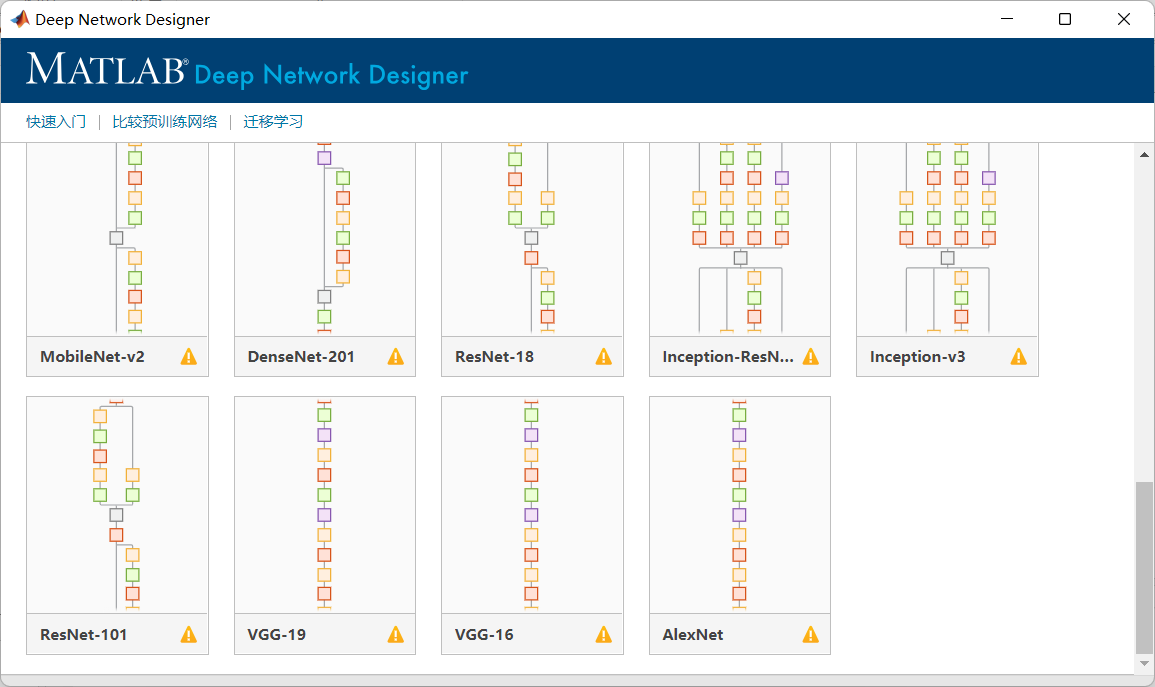 Deep Network Designer
MATLAB® Deep Network Designer
快速入门 | 比较预训练网络 | 迁移学习
MobileNet-v2
DenseNet-201
ResNet-18
Inception-ResN...
Inception-v3
ResNet-101
VGG-19
VGG-16
AlexNet